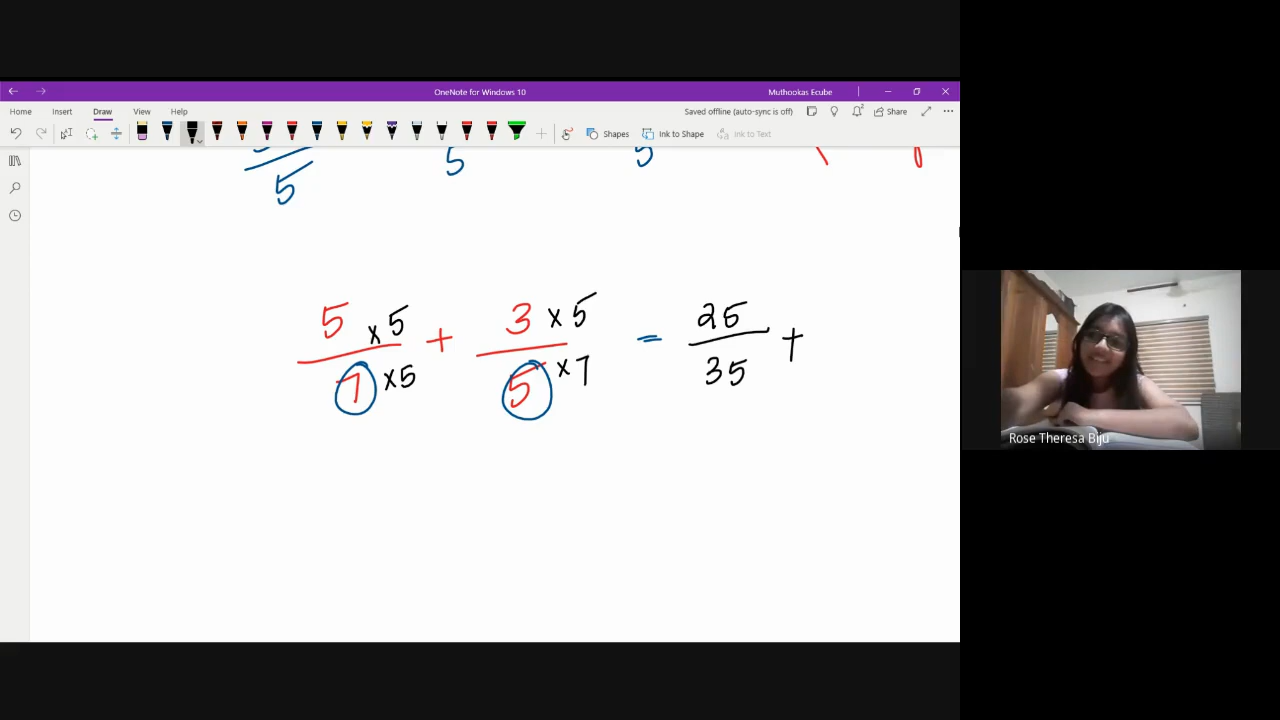 OneNote for Windows 10
Muthookas Ecube
Home Insert Draw View Help
Saved offline (auto-sync is off)
Share
Shapes
Ink to Shape
Ink to Text
5
5
5
5 x5 + 3 x5 = 25 +
7 x5 5 x7 35
Rose Theresa Biju